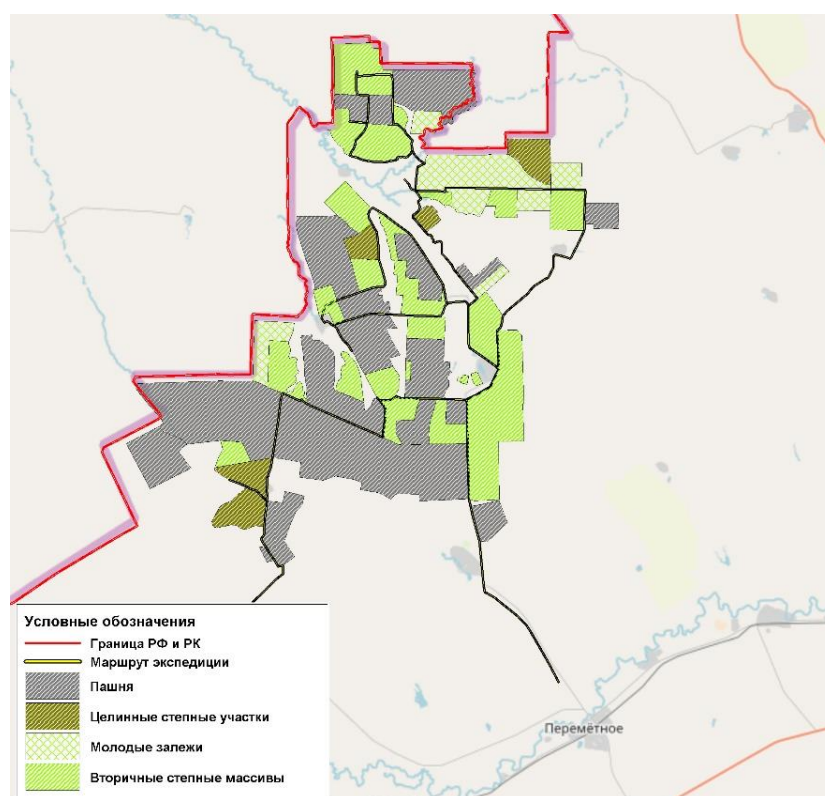 Перемётное
Условные обозначения
Граница РФ и РК
Маршрут экспедиции
Пашня
Целинные степные участки
Молодые залежи
Вторичные степные массивы